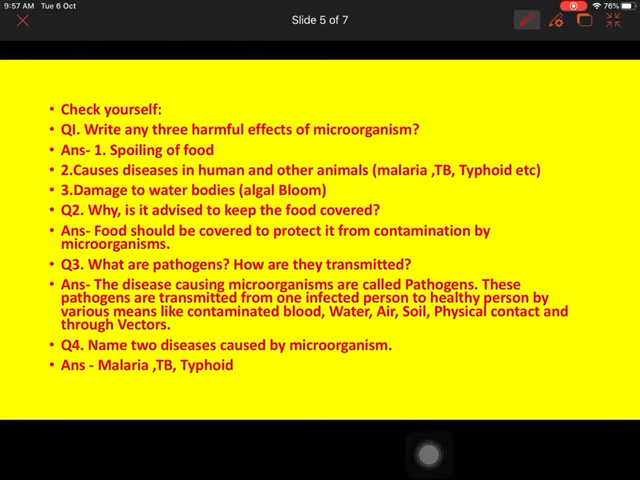 9:57 AM Tue 6 Oct
76%
Slide 5 of 7
• Check yourself:
• QI. Write any three harmful effects of microorganism?
• Ans- 1. Spoiling of food
• 2.Causes diseases in human and other animals (malaria ,TB, Typhoid etc)
• 3.Damage to water bodies (algal Bloom)
• Q2. Why, is it advised to keep the food covered?
• Ans- Food should be covered to protect it from contamination by
microorganisms.
• Q3. What are pathogens? How are they transmitted?
• Ans- The disease causing microorganisms are called Pathogens. These
pathogens are transmitted from one infected person to healthy person by
various means like contaminated blood, Water, Air, Soil, Physical contact and
through Vectors.
• Q4. Name two diseases caused by microorganism.
• Ans - Malaria ,TB, Typhoid